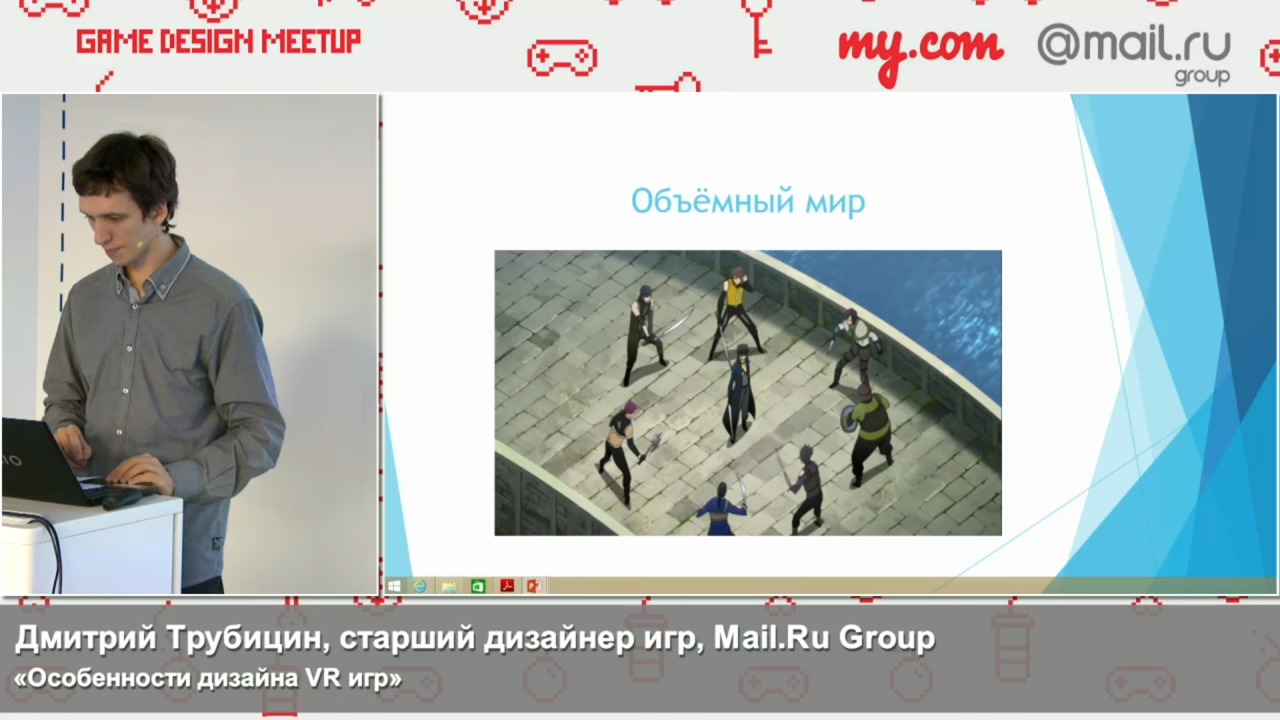 GAME DESIGN MEETUP
my.com
@mail.ru
group
Объёмный мир
Дмитрий Трубицин, старший дизайнер игр, Mail.Ru Group
«Особенности дизайна VR игр»